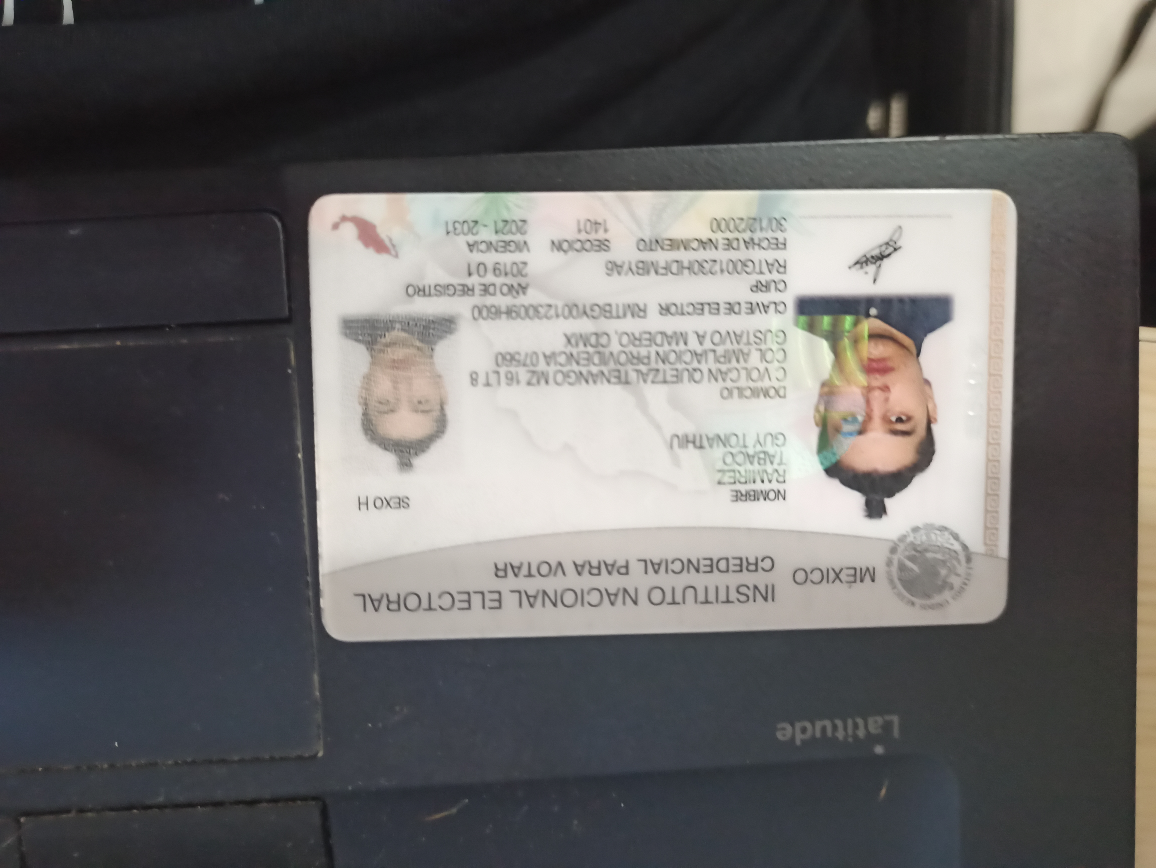 MÉXICO
INSTITUTO NACIONAL ELECTORAL
CREDENCIAL PARA VOTAR
NOMBRE
RAMIREZ
TABACO
GUY TONATHIU
SEXO H
DOMICILIO
C VOLCAN QUETZALTENANGO MZ 16 LT 8
COL AMPLIACION PROVIDENCIA 07560
GUSTAVO A. MADERO, CDMX
CLAVE DE ELECTOR RMTBGY00123009H600
CURP
RATG001230HDFMBYA6
AÑO DE REGISTRO
2019 01
FECHA DE NACIMIENTO
30/12/2000
SECCIÓN
1401
VIGENCIA
2021 - 2031
Latitude